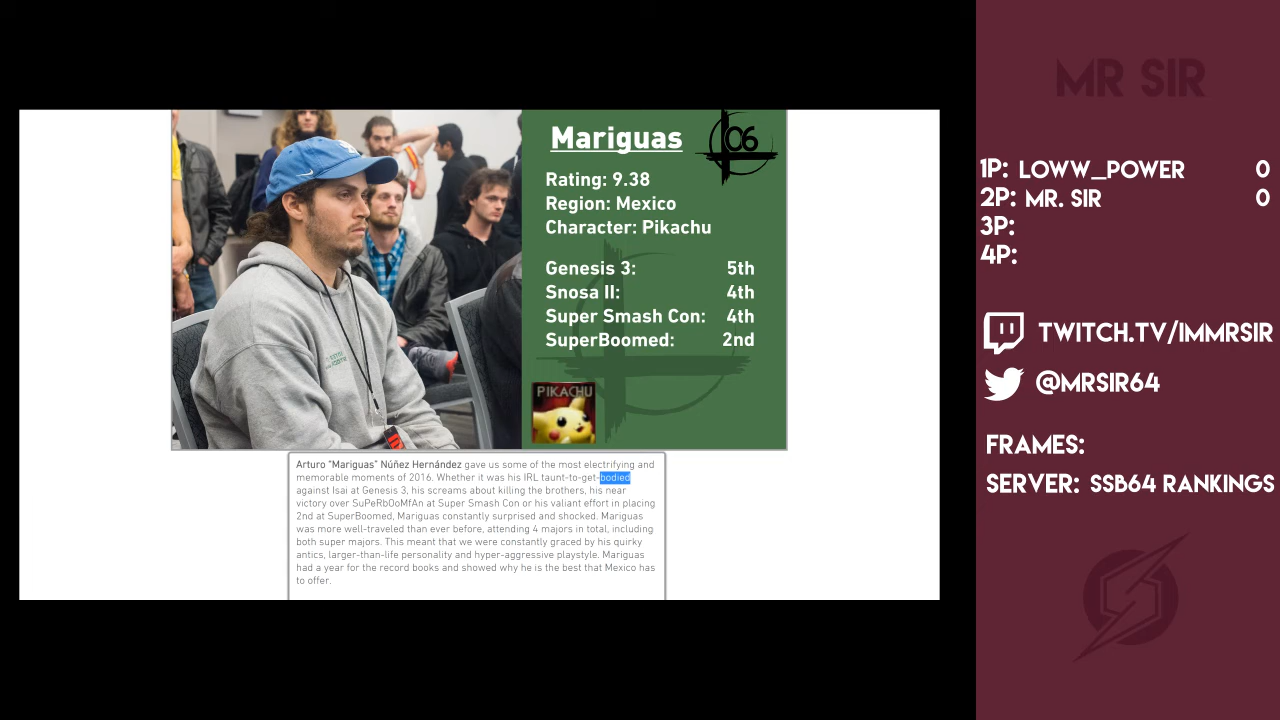 Mariguas
06
Rating: 9.38
Region: Mexico
Character: Pikachu
Genesis 3: 5th
Snosa II: 4th
Super Smash Con: 4th
SuperBoomed: 2nd
PIKACHU
Arturo "Mariguas" Núñez Hernández gave us some of the most electrifying and
memorable moments of 2016. Whether it was his IRL taunt-to-get-bodied
against Isai at Genesis 3, his screams about killing the brothers, his near
victory over SuPeRbOoMfAn at Super Smash Con or his valiant effort in placing
2nd at SuperBoomed, Mariguas constantly surprised and shocked. Mariguas
was more well-traveled than ever before, attending 4 majors in total, including
both super majors. This meant that we were constantly graced by his quirky
antics, larger-than-life personality and hyper-aggressive playstyle. Mariguas
had a year for the record books and showed why he is the best that Mexico has
to offer.
MR SIR
1P: LOWW_POWER 0
2P: MR. SIR 0
3P:
4P:
TWITCH.TV/IMMRSIR
@MRSIR64
FRAMES:
SERVER: SSB64 RANKINGS